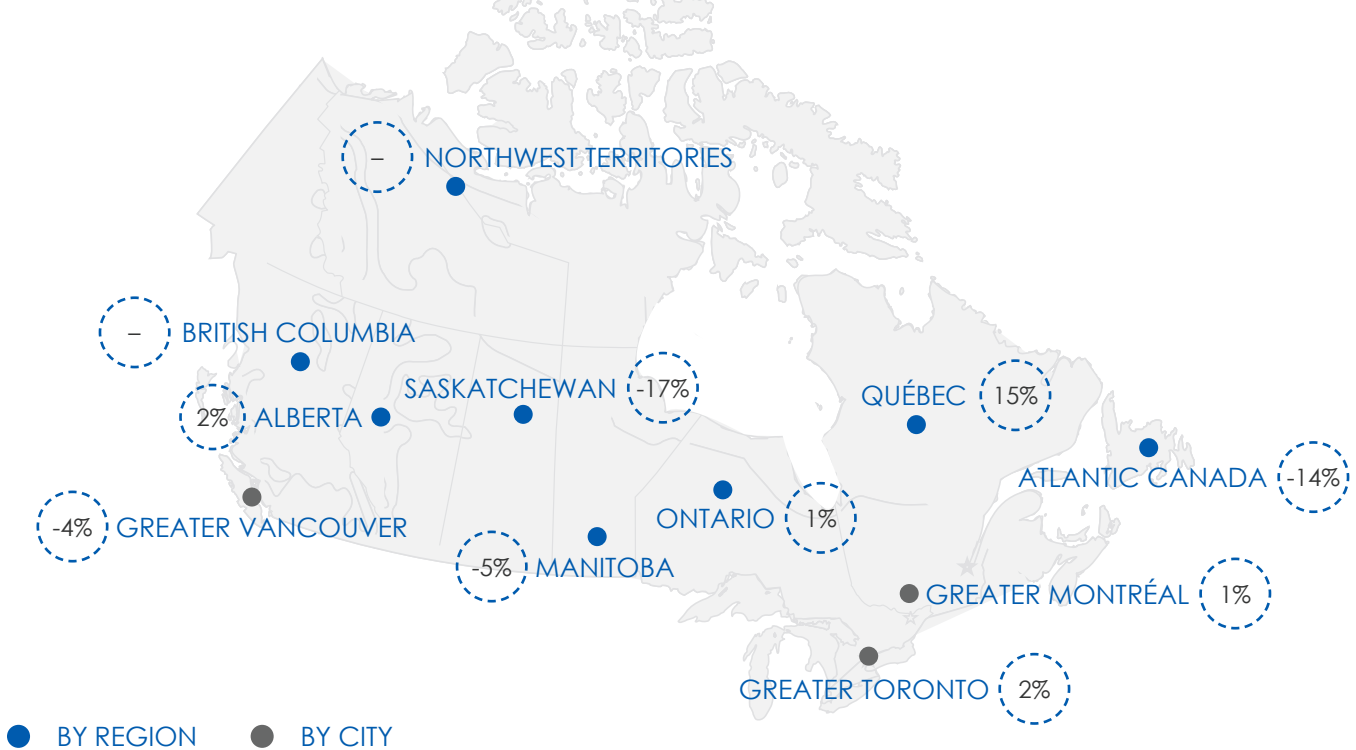 – NORTHWEST TERRITORIES
– BRITISH COLUMBIA
SASKATCHEWAN -17%
QUÉBEC 15%
2% ALBERTA
ATLANTIC CANADA -14%
-4% GREATER VANCOUVER
ONTARIO 1%
-5% MANITOBA
GREATER MONTRÉAL 1%
GREATER TORONTO 2%
BY REGION
BY CITY